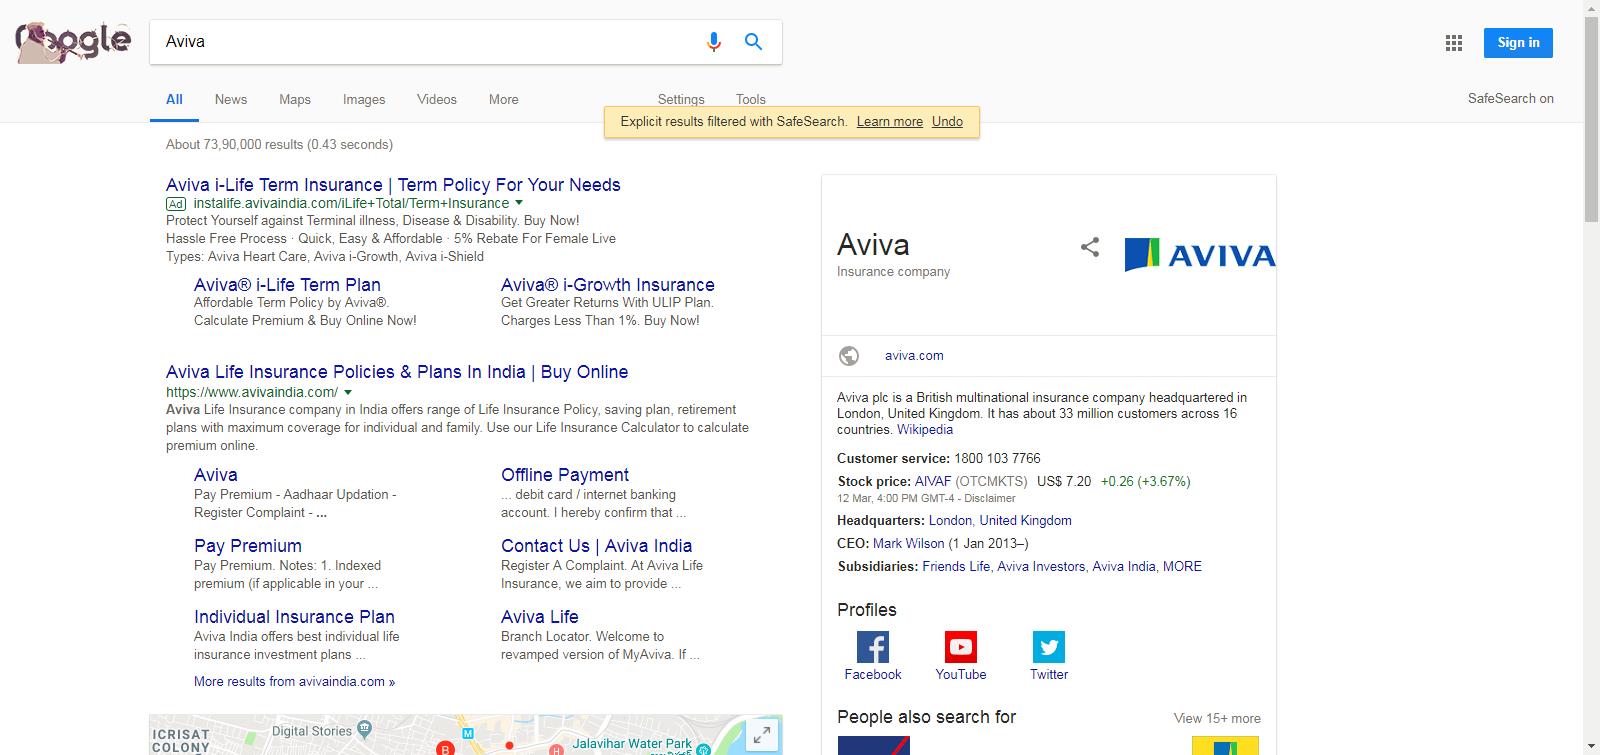 Google
Aviva
Sign in
All News Maps Images Videos More Settings Tools
SafeSearch on
Explicit results filtered with SafeSearch. Learn more Undo
About 73,90,000 results (0.43 seconds)
Aviva i-Life Term Insurance | Term Policy For Your Needs
Ad instalife.avivaindia.com/iLife+Total/Term+Insurance
Protect Yourself against Terminal illness, Disease & Disability. Buy Now!
Hassle Free Process · Quick, Easy & Affordable · 5% Rebate For Female Live
Types: Aviva Heart Care, Aviva i-Growth, Aviva i-Shield
Aviva® i-Life Term Plan
Affordable Term Policy by Aviva®.
Calculate Premium & Buy Online Now!
Aviva® i-Growth Insurance
Get Greater Returns With ULIP Plan.
Charges Less Than 1%. Buy Now!
Aviva Life Insurance Policies & Plans In India | Buy Online
https://www.avivaindia.com/
Aviva Life Insurance company in India offers range of Life Insurance Policy, saving plan, retirement
plans with maximum coverage for individual and family. Use our Life Insurance Calculator to calculate
premium online.
Aviva
Pay Premium - Aadhaar Updation -
Register Complaint - ...
Offline Payment
... debit card / internet banking
account. I hereby confirm that ...
Pay Premium
Pay Premium. Notes: 1. Indexed
premium (if applicable in your ...
Contact Us | Aviva India
Register A Complaint. At Aviva Life
Insurance, we aim to provide ...
Individual Insurance Plan
Aviva India offers best individual life
insurance investment plans ...
Aviva Life
Branch Locator. Welcome to
revamped version of MyAviva. If ...
More results from avivaindia.com »
ICRISAT
COLONY
Digital Stories
M
B
H
Jalavihar Water Park
Aviva
Insurance company
AVIVA
aviva.com
Aviva plc is a British multinational insurance company headquartered in
London, United Kingdom. It has about 33 million customers across 16
countries. Wikipedia
Customer service: 1800 103 7766
Stock price: AIVAF (OTCMKTS) US$ 7.20 +0.26 (+3.67%)
12 Mar, 4:00 PM GMT-4 - Disclaimer
Headquarters: London, United Kingdom
CEO: Mark Wilson (1 Jan 2013–)
Subsidiaries: Friends Life, Aviva Investors, Aviva India, MORE
Profiles
Facebook YouTube Twitter
People also search for
View 15+ more